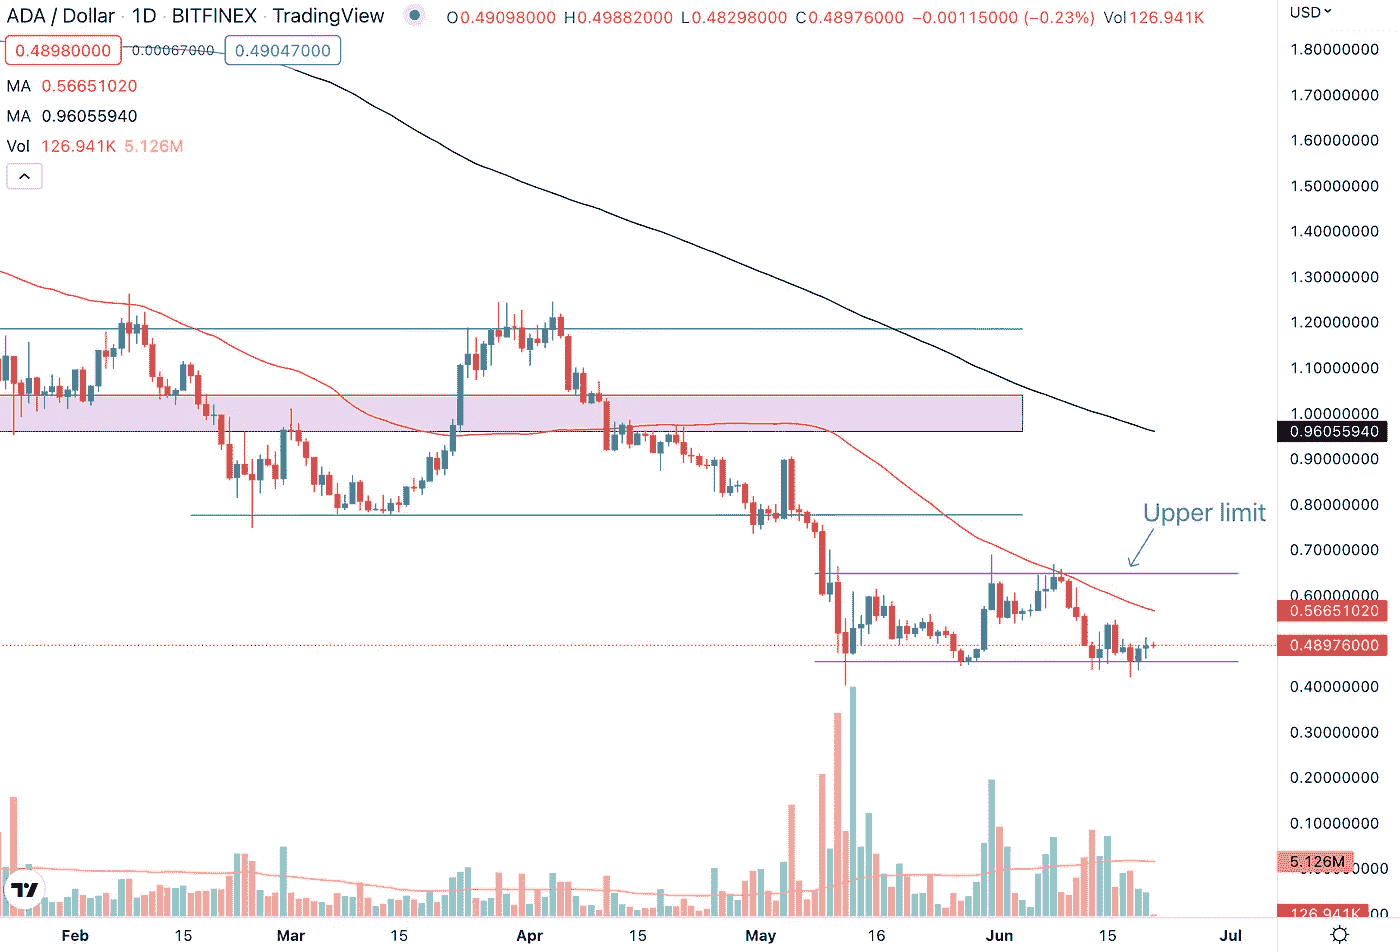 ADA / Dollar · 1D · BITFINEX · TradingView O0.49098000 H0.49882000 L0.48298000 C0.48976000 −0.00115000 (−0.23%) Vol126.941K
USD
0.48980000 0.00067000 0.49047000
MA 0.56651020
MA 0.96055940
Vol 126.941K 5.126M
1.80000000
1.70000000
1.60000000
1.50000000
1.40000000
1.30000000
1.20000000
1.10000000
1.00000000
0.96055940
0.90000000
0.80000000
Upper limit
0.70000000
0.60000000
0.56651020
0.48976000
0.40000000
0.30000000
0.20000000
0.10000000
5.126M
126.941K
Feb 15 Mar 15 Apr 15 May 16 Jun 15 Jul